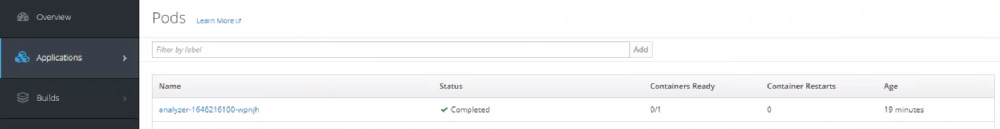 Overview
Applications
Builds
Pods Learn More
Filter by label Add
Name Status Containers Ready Container Restarts Age
analyzer-1646216100-wpnjh Completed 0/1 0 19 minutes